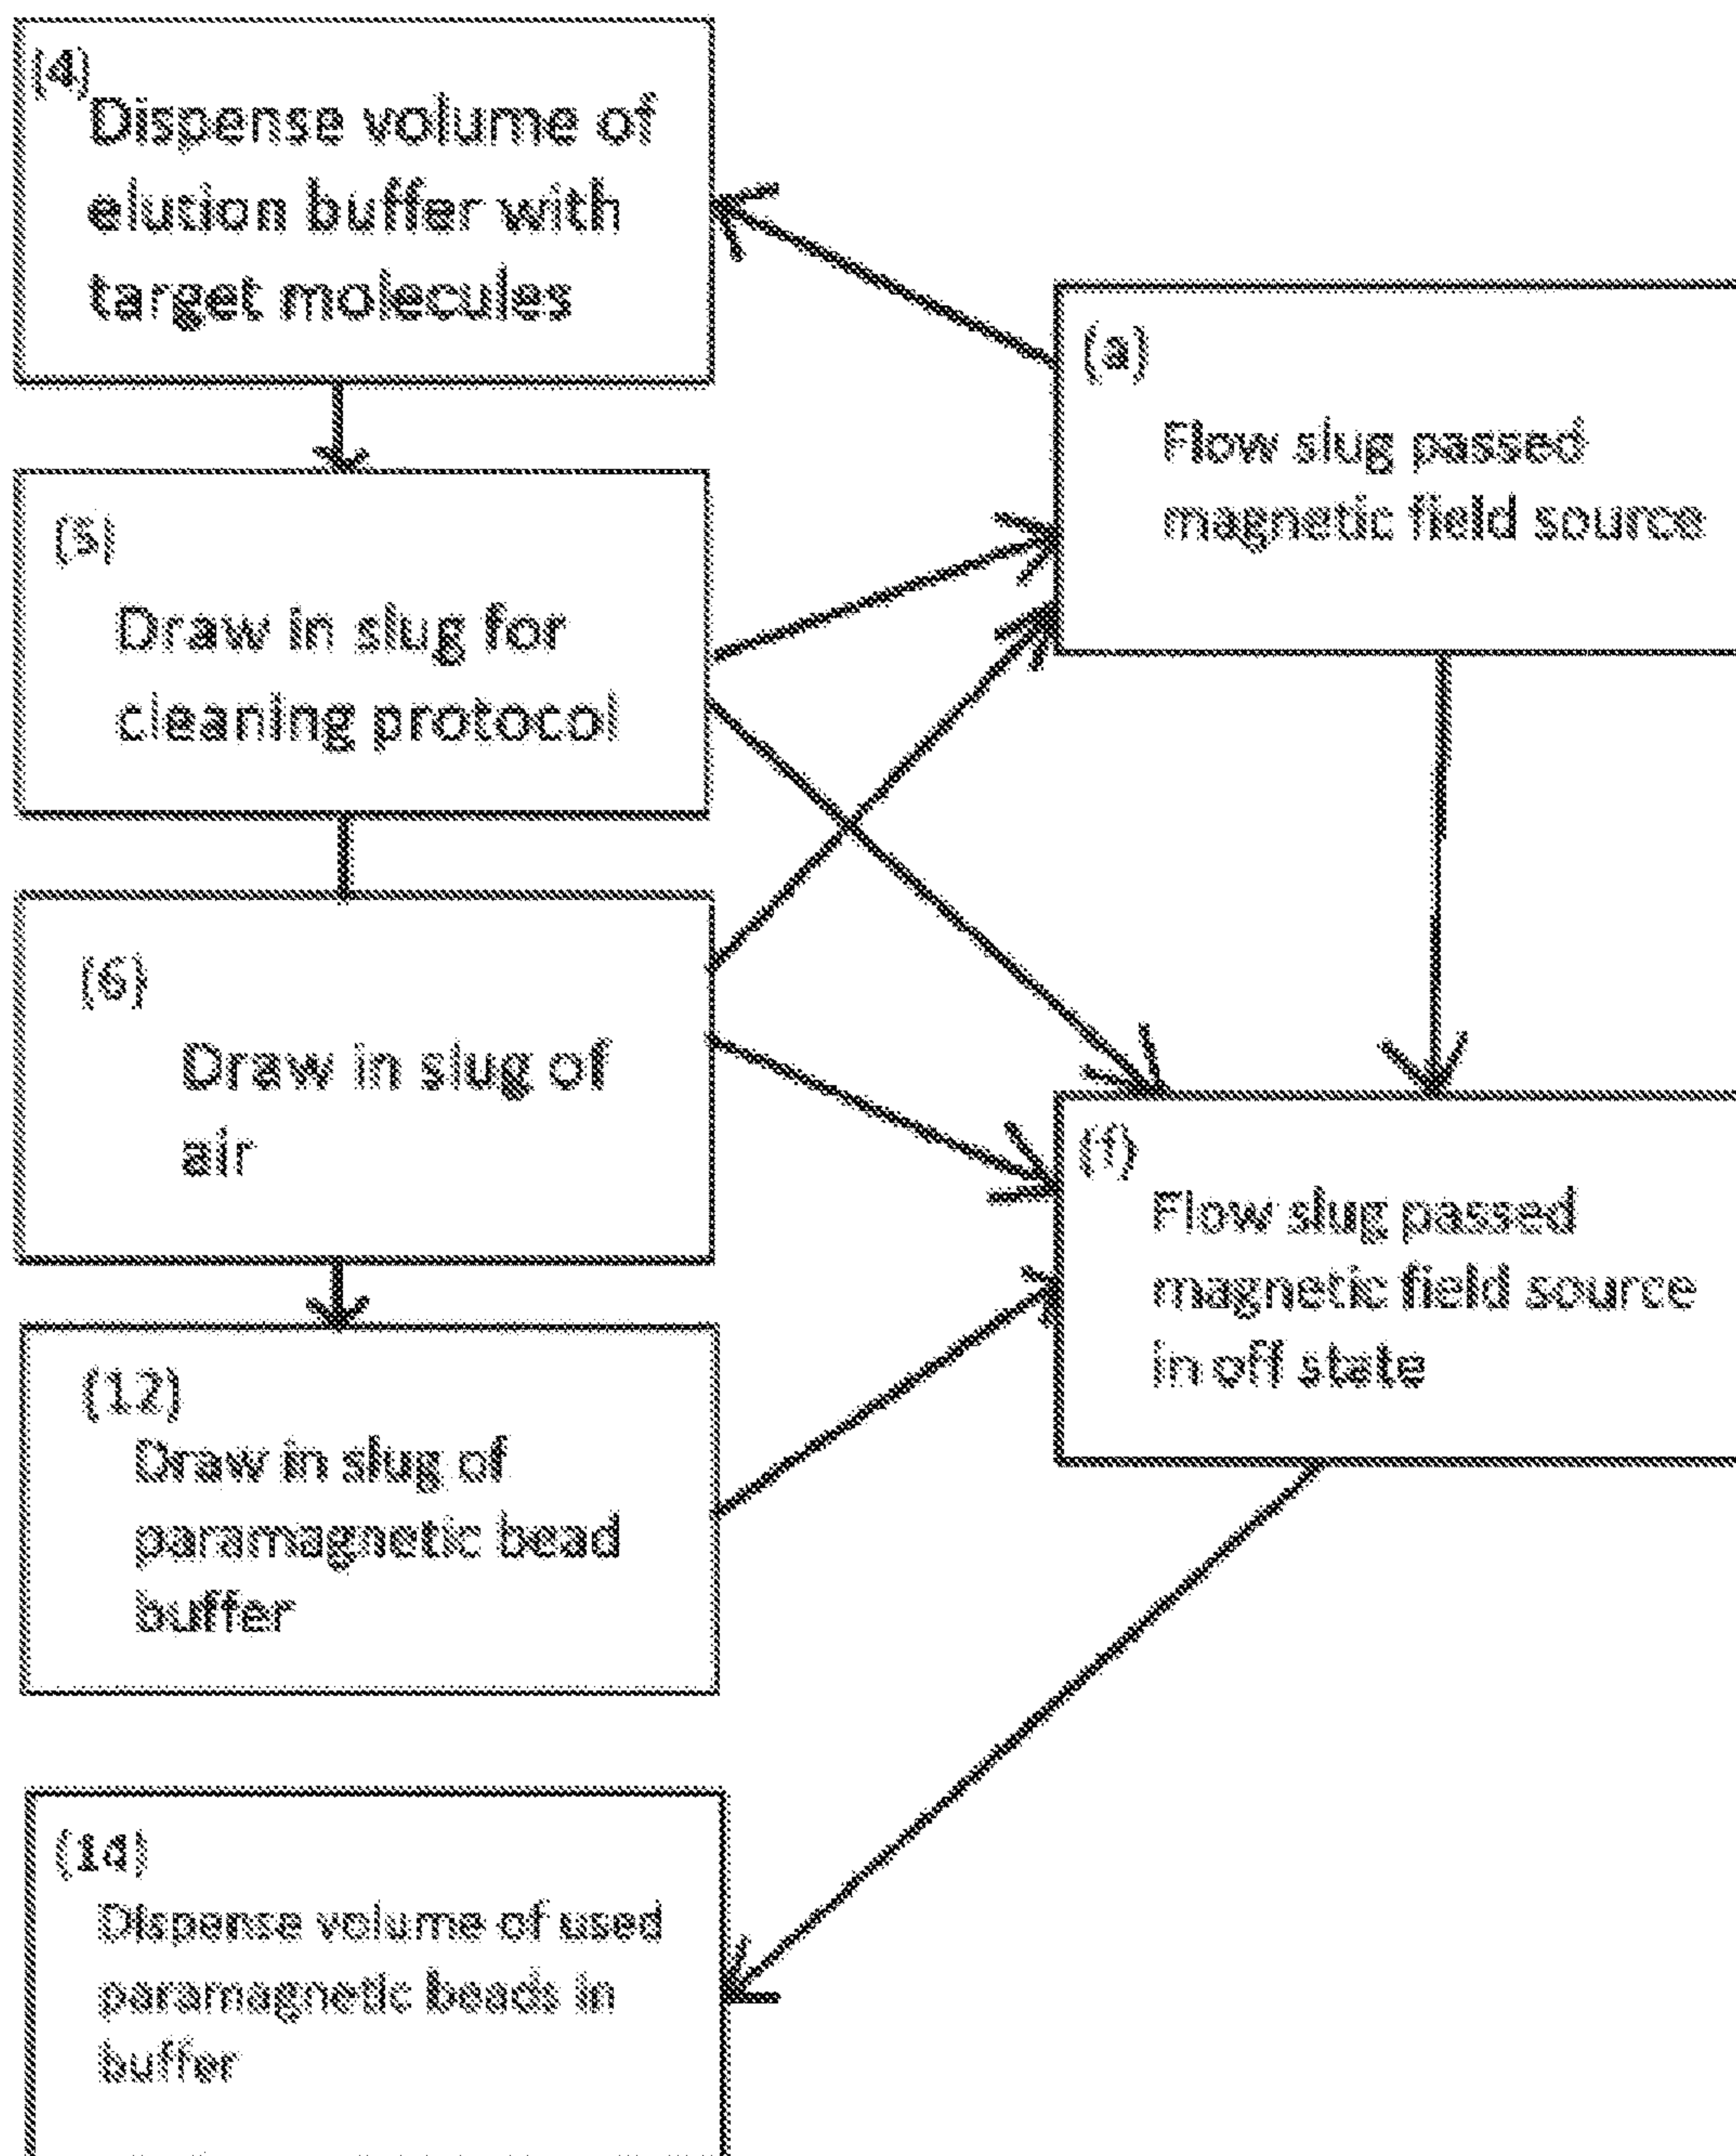 (4)
Dispense volume of
elution buffer with
target molecules
(a)
Flow slug passed
magnetic field source
(5)
Draw in slug for
cleaning protocol
(6)
Draw in slug of
air
(f)
Flow slug passed
magnetic field source
in off state
(12)
Draw in slug of
paramagnetic bead
buffer
(14)
Dispense volume of used
paramagnetic beads in
buffer